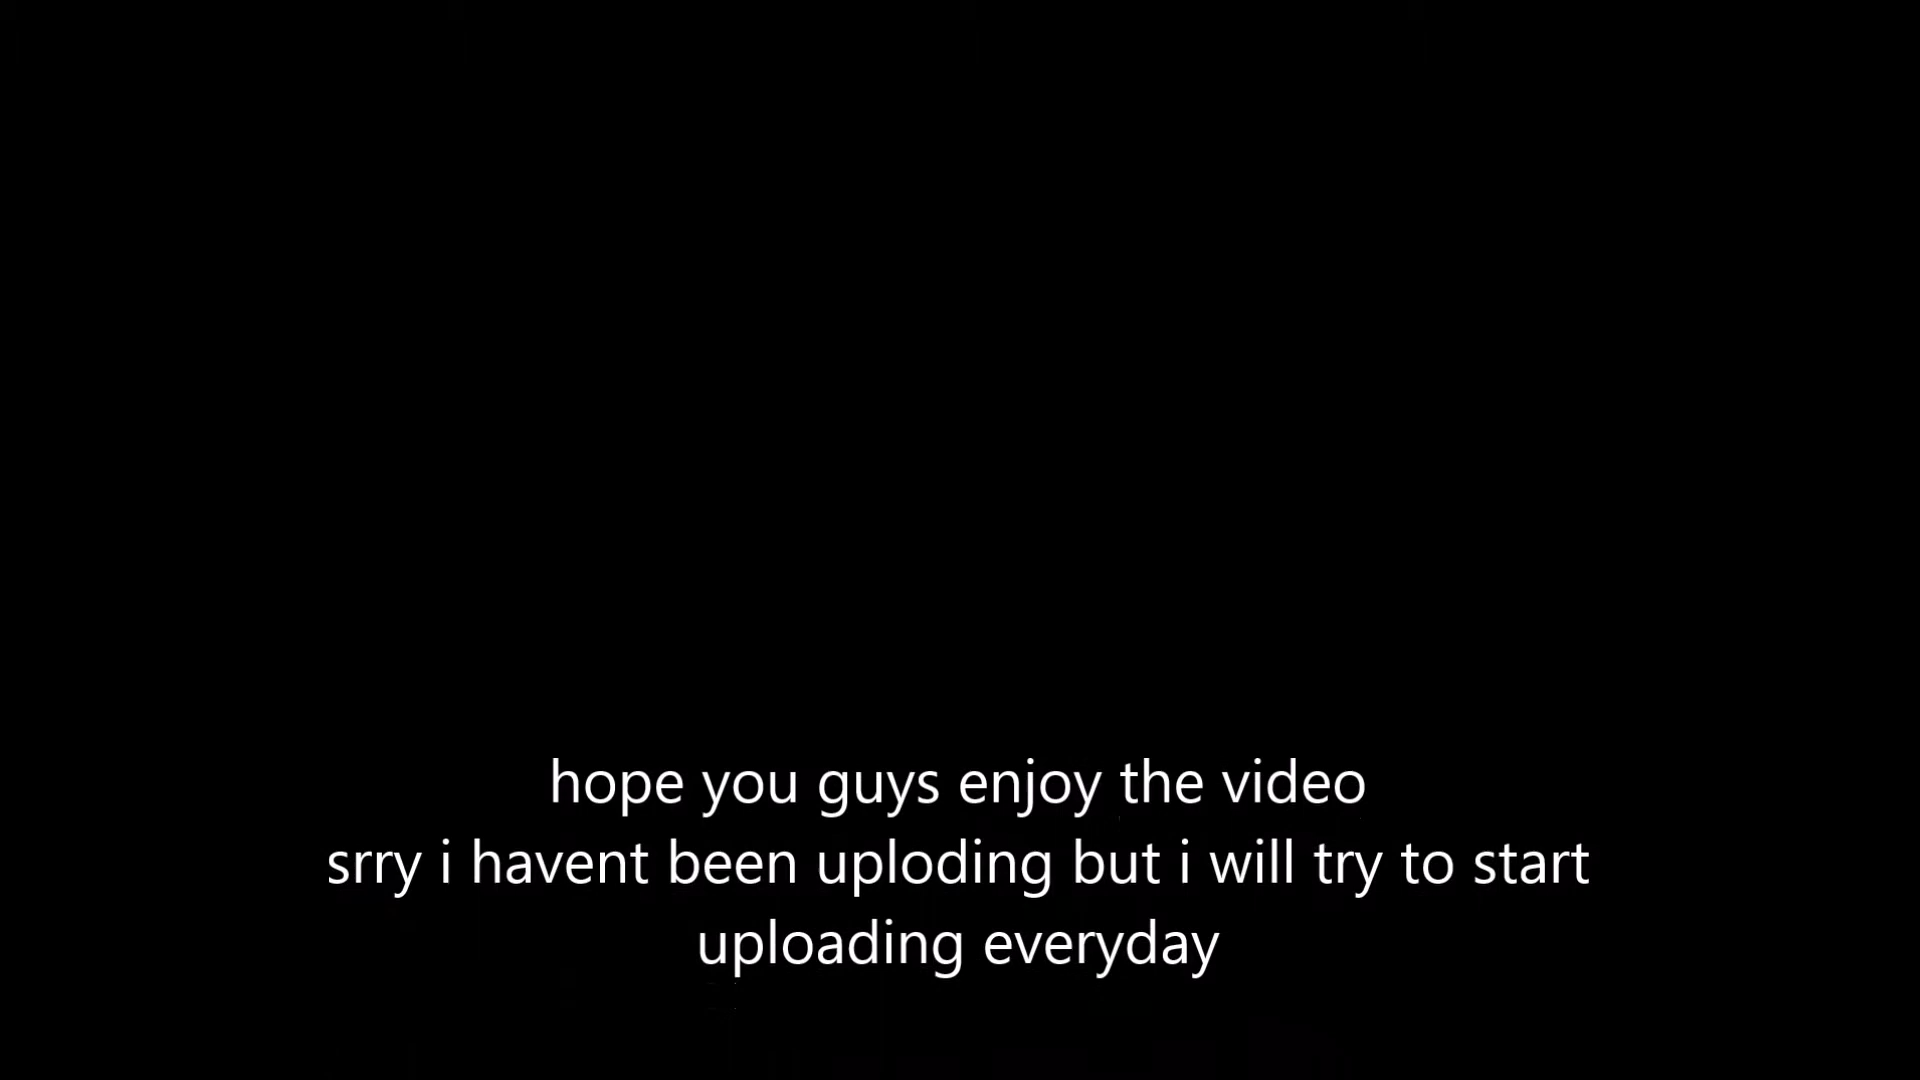 hope you guys enjoy the video
srry i havent been uploding but i will try to start
uploading everyday